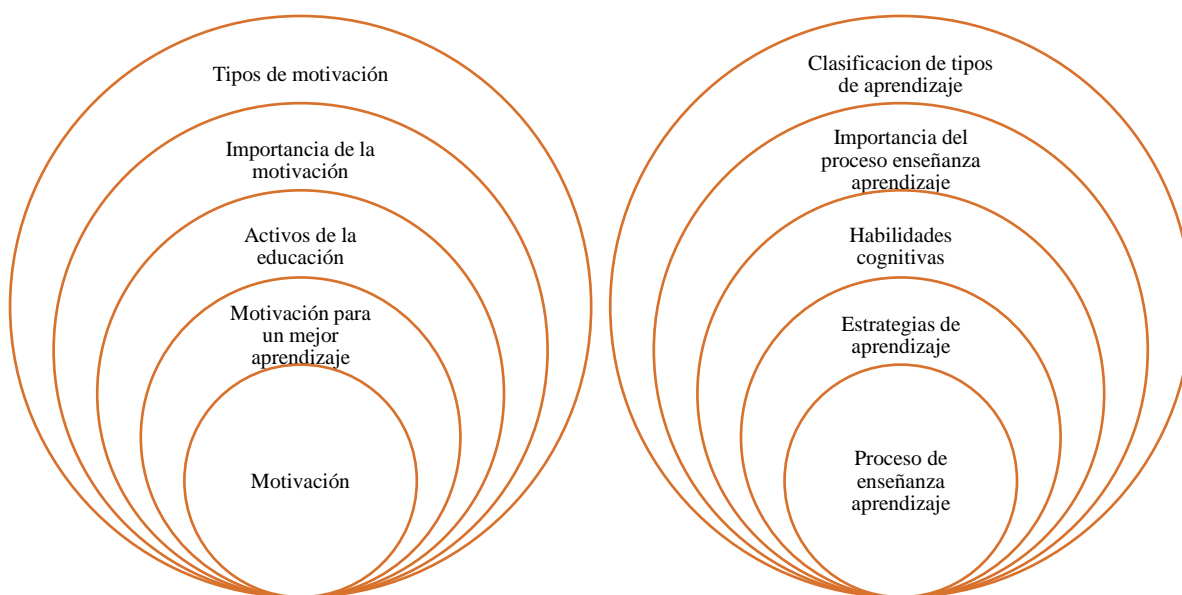 Tipos de motivación
Importancia de la
motivación
Activos de la
educación
Motivación para
un mejor
aprendizaje
Motivación
Clasificacion de tipos
de aprendizaje
Importancia del
proceso enseñanza
aprendizaje
Habilidades
cognitivas
Estrategias de
aprendizaje
Proceso de
enseñanza
aprendizaje